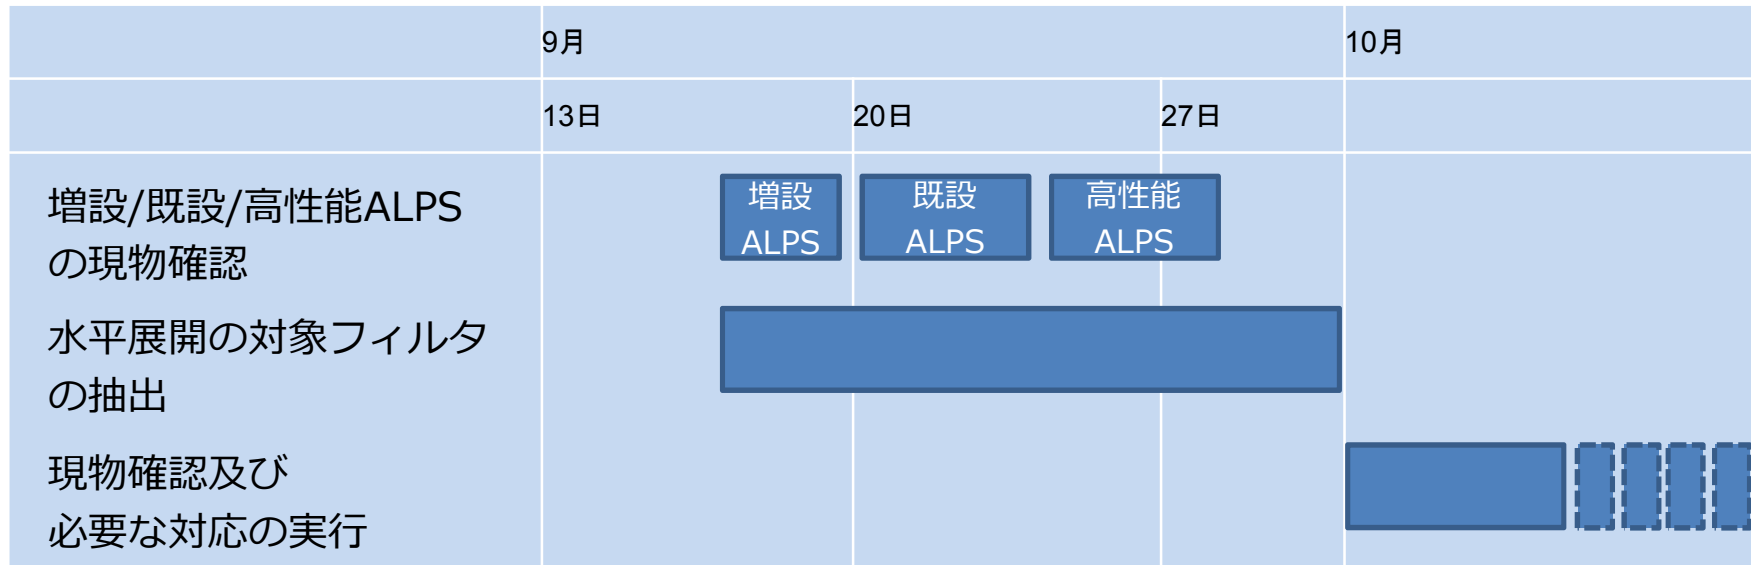 9月
10月
13日
20日
27日
増設/既設/高性能ALPS
の現物確認
増設
ALPS
既設
ALPS
高性能
ALPS
水平展開の対象フィルタ
の抽出
現物確認及び
必要な対応の実行